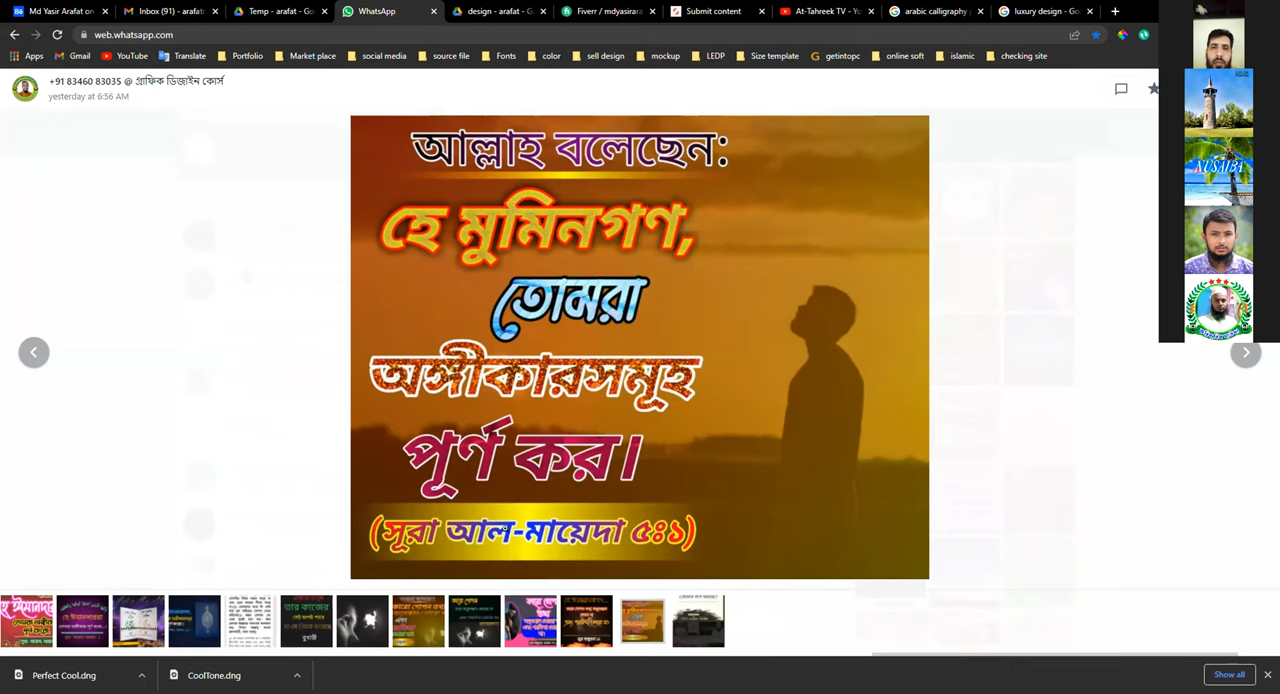 Md Yasir Arafat on
Inbox (91) - arafat
Temp - arafat - Go
WhatsApp
design - arafat - G
Fiverr / mdyasirara
Submit content
At-Tahreek TV - Yo
arabic calligraphy
luxury design - Go
web.whatsapp.com
Apps
Gmail
YouTube
Translate
Portfolio
Market place
social media
source file
Fonts
color
sell design
mockup
LEDP
Size template
getintopc
online soft
islamic
checking site
+91 83460 83035 @ গ্রাফিক ডিজাইন কোর্স
yesterday at 6:56 AM
আল্লাহ বলেছেন:
হে মুমিনগণ,
তোমরা
অঙ্গীকারসমূহ
পূর্ণ কর।
(সূরা আল-মায়েদা ৫ঃ১)
NUSAIBA
Perfect Cool.dng
CoolTone.dng
Show all